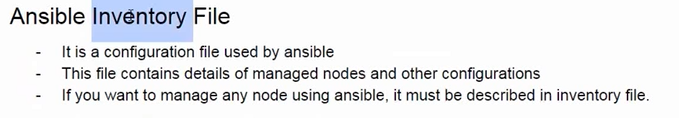 Ansible Inventory File
- It is a configuration file used by ansible
- This file contains details of managed nodes and other configurations
- If you want to manage any node using ansible, it must be described in inventory file.